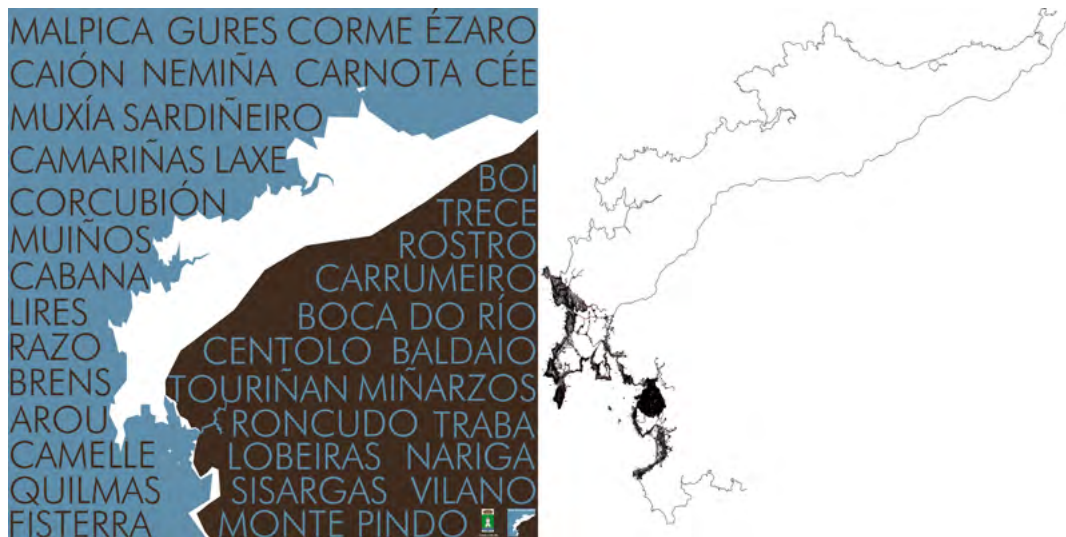 MALPICA GURES CORME ÉZARO
CAIÓN NEMIÑA CARNOTA CÉE
MUXÍA SARDIÑEIRO
CAMARIÑAS LAXE
CORCUBIÓN
MUIÑOS
CABANA
LIRES
RAZO
BRENS
AROU
CAMELLE
QUILMAS
FISTERRA
BOI
TRECE
ROSTRO
CARRUMEIRO
BOCA DO RÍO
CENTOLO BALDAIO
TOURIÑAN MIÑARZOS
RONCUDO TRABA
LOBEIRAS NARIGA
SISARGAS VILANO
MONTE PINDO